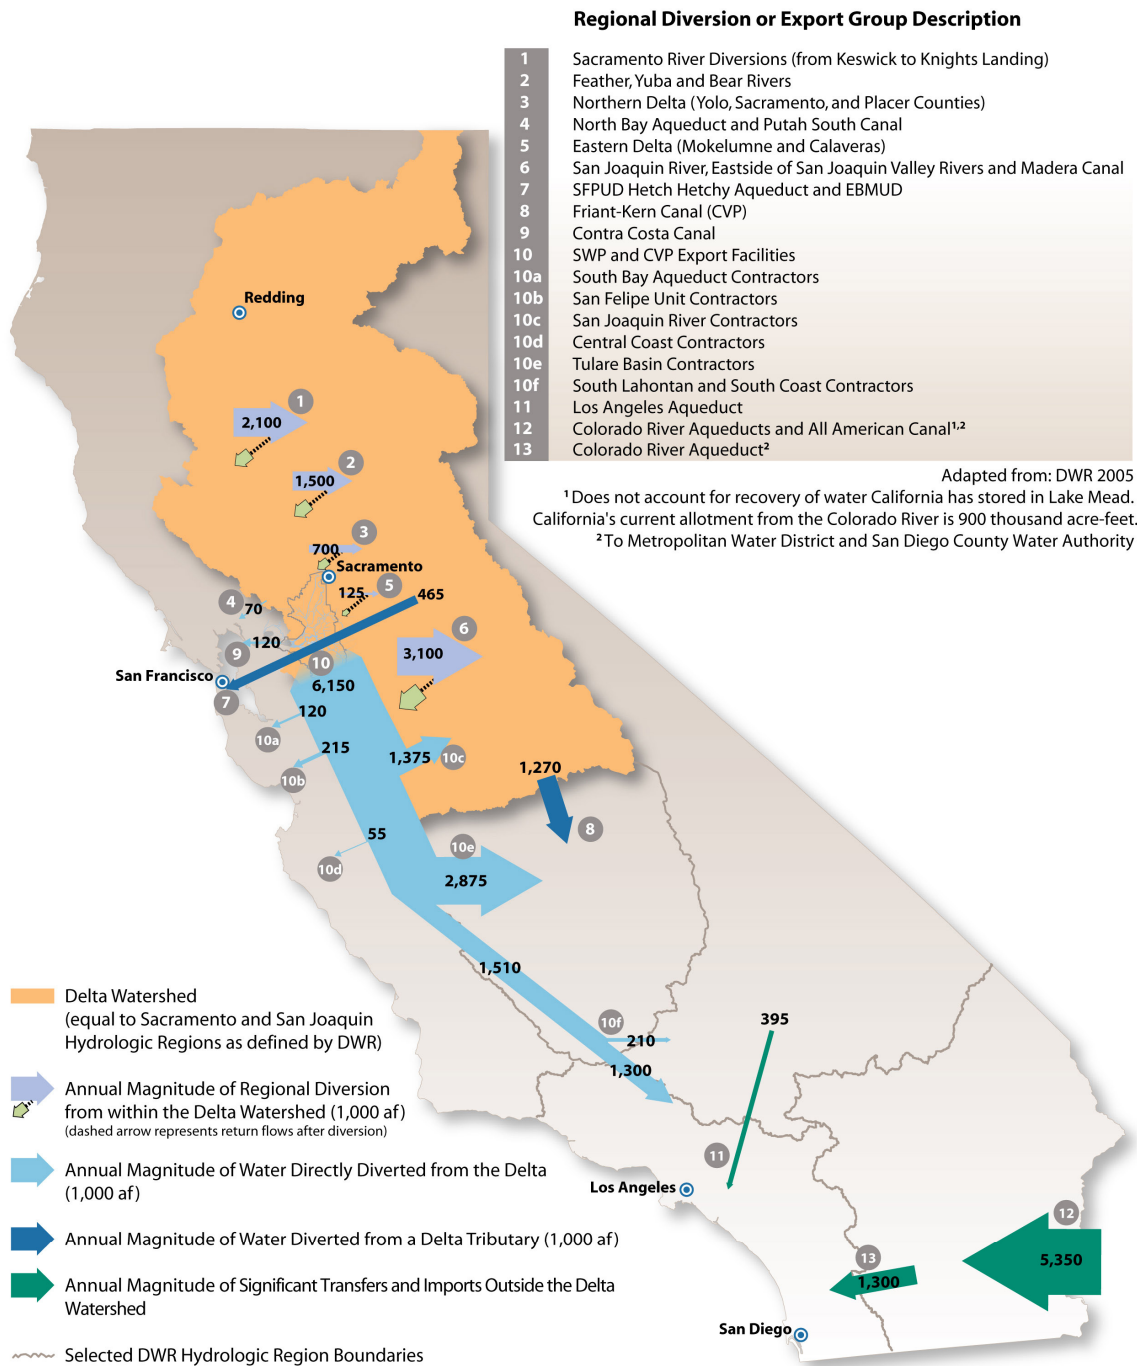 Regional Diversion or Export Group Description
1 Sacramento River Diversions (from Keswick to Knights Landing)
2 Feather, Yuba and Bear Rivers
3 Northern Delta (Yolo, Sacramento, and Placer Counties)
4 North Bay Aqueduct and Putah South Canal
5 Eastern Delta (Mokelumne and Calaveras)
6 San Joaquin River, Eastside of San Joaquin Valley Rivers and Madera Canal
7 SFPUD Hetch Hetchy Aqueduct and EBMUD
8 Friant-Kern Canal (CVP)
9 Contra Costa Canal
10 SWP and CVP Export Facilities
10a South Bay Aqueduct Contractors
10b San Felipe Unit Contractors
10c San Joaquin River Contractors
10d Central Coast Contractors
10e Tulare Basin Contractors
10f South Lahontan and South Coast Contractors
11 Los Angeles Aqueduct
12 Colorado River Aqueducts and All American Canal¹,²
13 Colorado River Aqueduct²
Adapted from: DWR 2005
¹ Does not account for recovery of water California has stored in Lake Mead.
California's current allotment from the Colorado River is 900 thousand acre-feet.
² To Metropolitan Water District and San Diego County Water Authority
Redding
1
2,100
2
1,500
3
700
Sacramento
5
125
465
4
70
6
120
9
3,100
10
San Francisco
6,150
7
120
10a
215
1,375
10c
10b
1,270
8
55
10e
10d
2,875
1,510
10f
210
395
1,300
11
Los Angeles
12
5,350
13
1,300
San Diego
Delta Watershed
(equal to Sacramento and San Joaquin
Hydrologic Regions as defined by DWR)
Annual Magnitude of Regional Diversion
from within the Delta Watershed (1,000 af)
(dashed arrow represents return flows after diversion)
Annual Magnitude of Water Directly Diverted from the Delta
(1,000 af)
Annual Magnitude of Water Diverted from a Delta Tributary (1,000 af)
Annual Magnitude of Significant Transfers and Imports Outside the Delta
Watershed
Selected DWR Hydrologic Region Boundaries